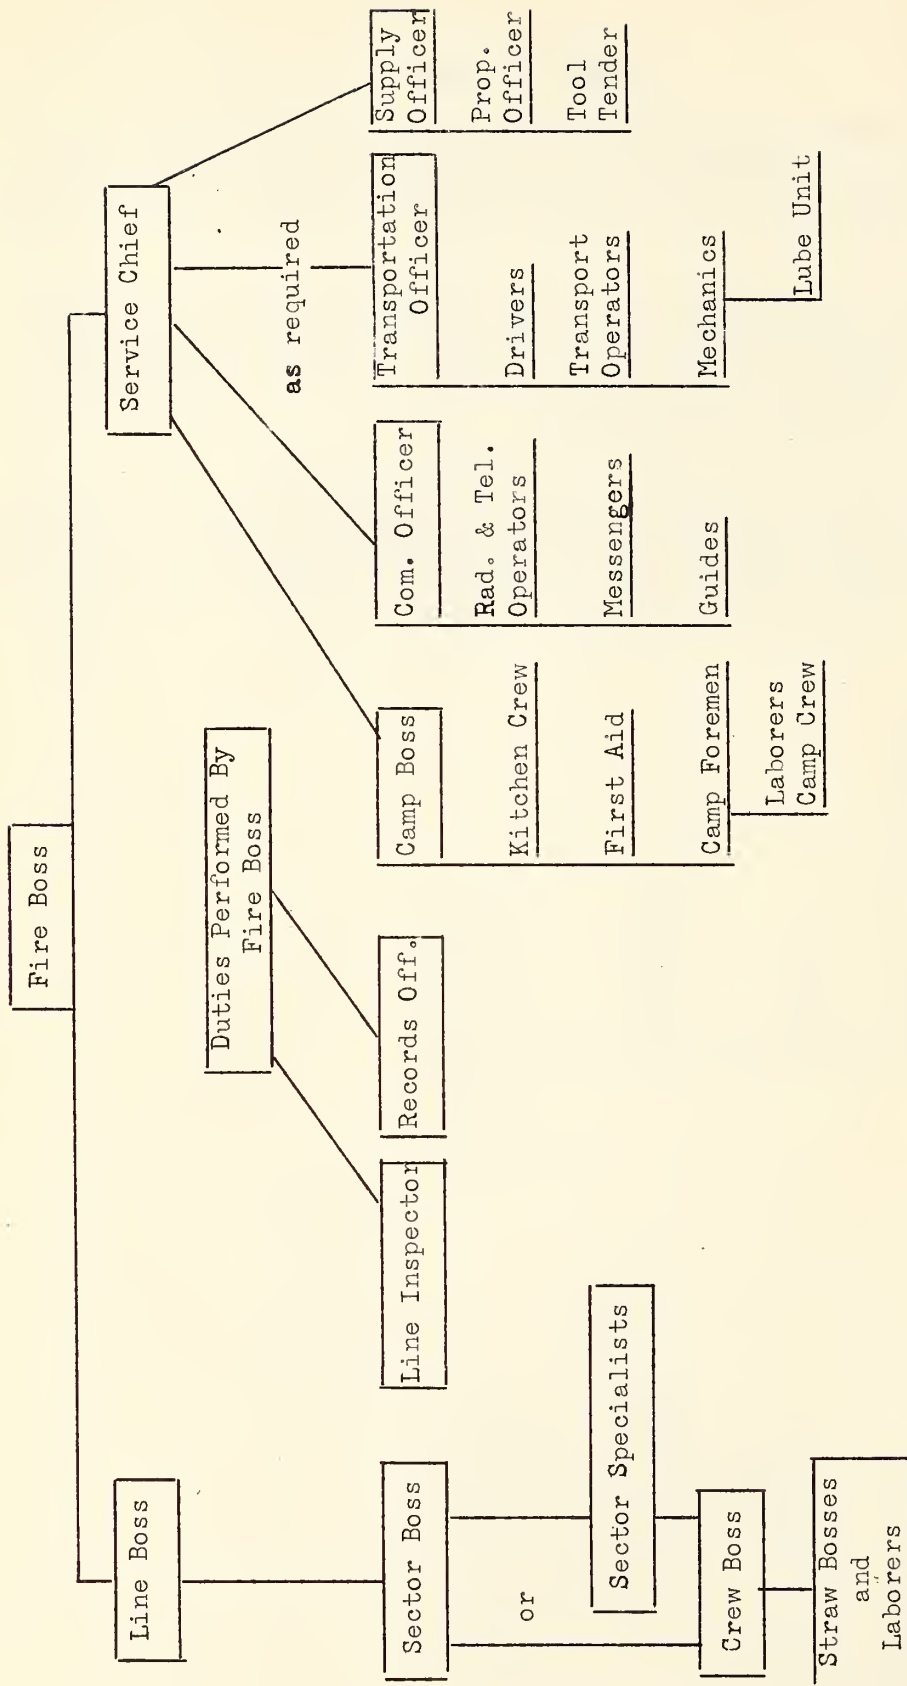 Fire Boss
Line Boss
Service Chief
Duties Performed By
Fire Boss
as required
Sector Boss
Line Inspector
Records Off.
Camp Boss
Com. Officer
Transportation
Officer
Supply
Officer
or
Kitchen Crew
Rad. & Tel.
Operators
Drivers
Prop.
Officer
Sector Specialists
First Aid
Messengers
Transport
Operators
Tool
Tender
Crew Boss
Camp Foremen
Guides
Mechanics
Straw Bosses
and
Laborers
Laborers
Camp Crew
Lube Unit